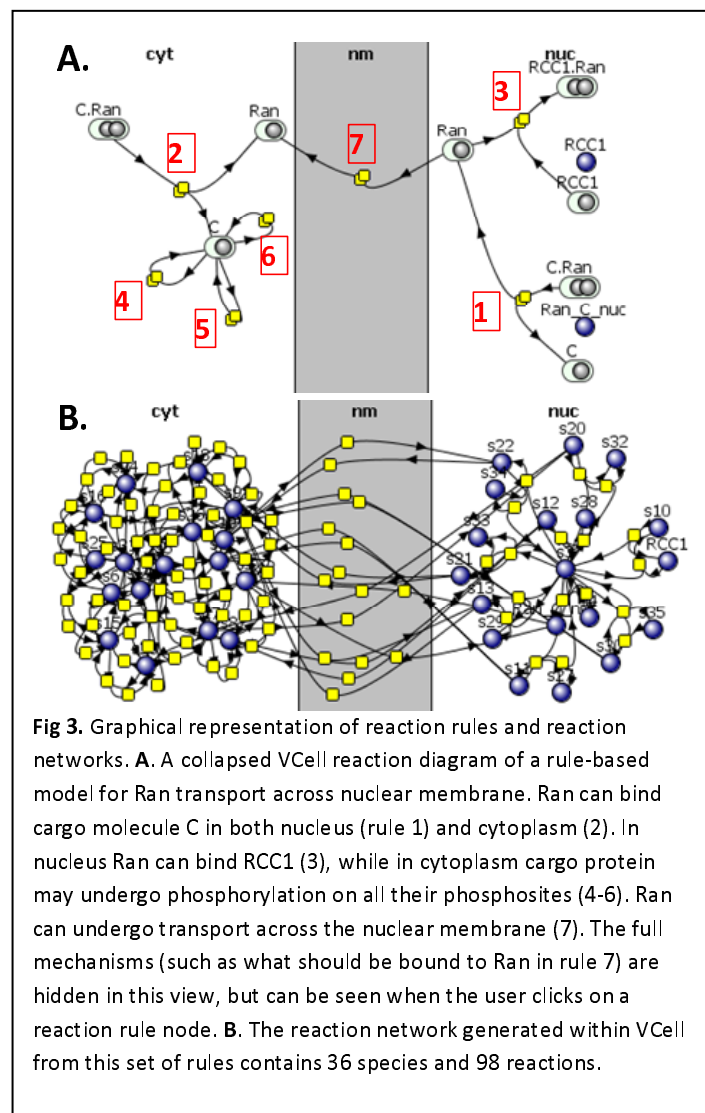 A.
cyt
nm
nuc
RCC1.Ran
3
C.Ran
Ran
7
Ran
RCC1
2
RCC1
C
6
C.Ran
4
1
Ran_C_nuc
5
C
B.
cyt
nm
nuc
s20
s22
s32
s34
s12
s28
s10
RCC1
s25
s6
s31
s13
s15
s29
s35
s11
Fig 3. Graphical representation of reaction rules and reaction
networks. A. A collapsed VCell reaction diagram of a rule-based
model for Ran transport across nuclear membrane. Ran can bind
cargo molecule C in both nucleus (rule 1) and cytoplasm (2). In
nucleus Ran can bind RCC1 (3), while in cytoplasm cargo protein
may undergo phosphorylation on all their phosphosites (4-6). Ran
can undergo transport across the nuclear membrane (7). The full
mechanisms (such as what should be bound to Ran in rule 7) are
hidden in this view, but can be seen when the user clicks on a
reaction rule node. B. The reaction network generated within VCell
from this set of rules contains 36 species and 98 reactions.